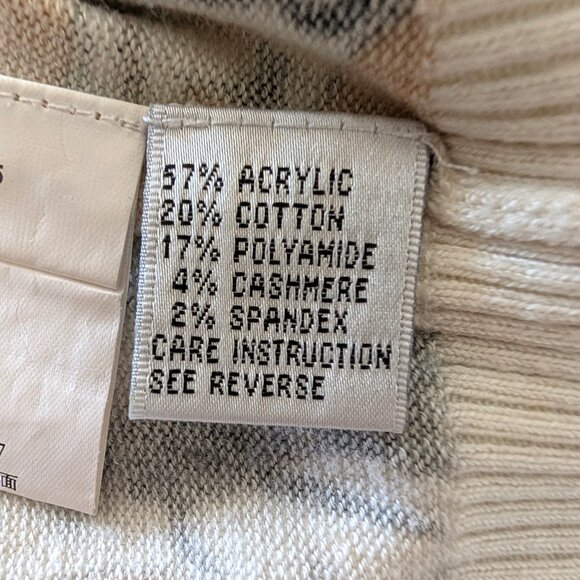 57% ACRYLIC
20% COTTON
17% POLYAMIDE
4% CASHMERE
2% SPANDEX
CARE INSTRUCTION
SEE REVERSE